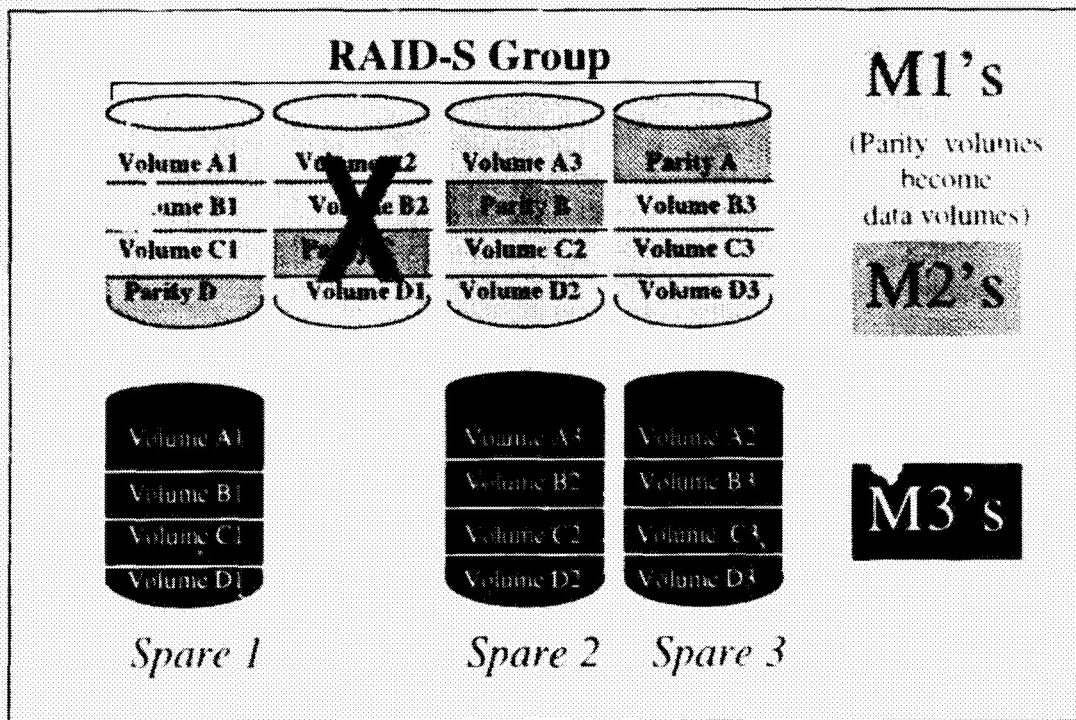 RAID-S Group
M1's
(Parity volumes
become
data volumes)
M2's
Volume A1
Volume A3
Parity A
Volume B2
Parity B
Volume B3
Volume C1
Volume C2
Volume C3
Parity D
Volume D1
Volume D2
Volume D3
Volume A1
Volume A3
Volume A2
Volume B1
Volume B2
Volume B3
Volume C1
Volume C2
Volume C3
Volume D1
Volume D2
Volume D3
M3's
Spare 1
Spare 2
Spare 3